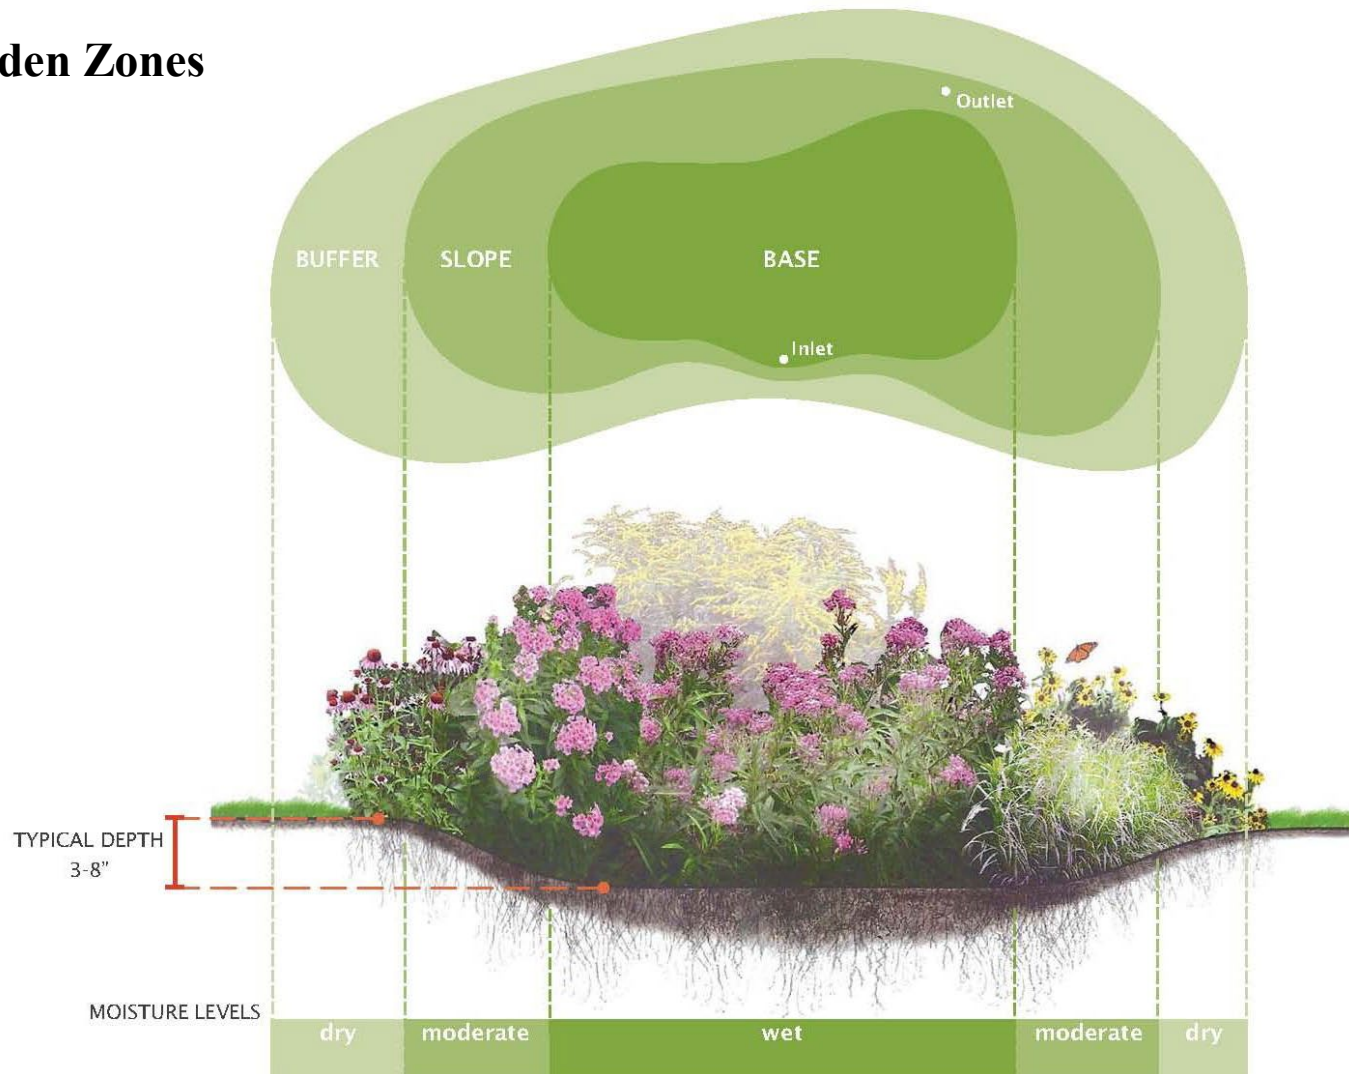 den Zones
Outlet
BUFFER
SLOPE
BASE
Inlet
TYPICAL DEPTH
3-8"
MOISTURE LEVELS
dry
moderate
wet
moderate
dry